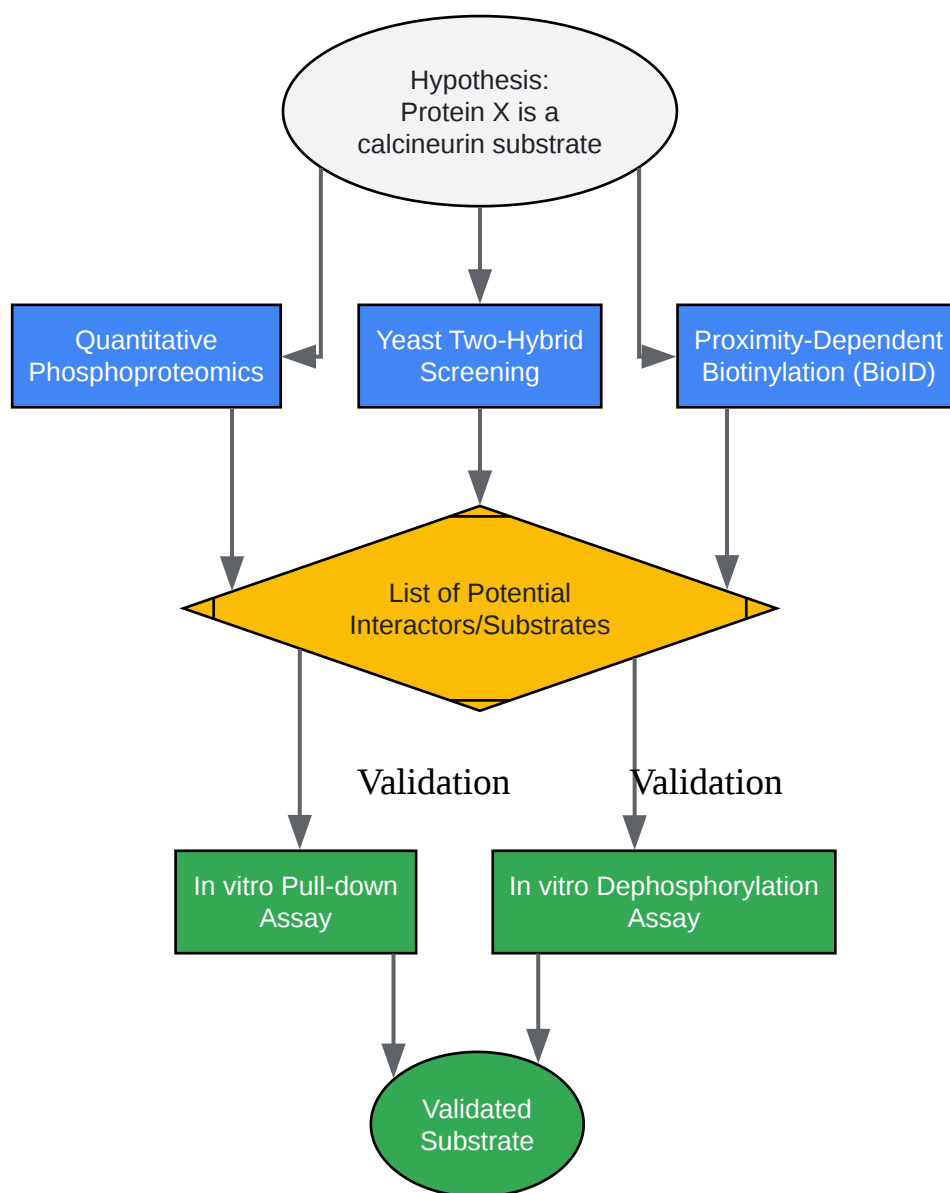 Hypothesis:
Protein X is a
calcineurin substrate
Quantitative
Phosphoproteomics
Yeast Two-Hybrid
Screening
Proximity-Dependent
Biotinylation (BioID)
List of Potential
Interactors/Substrates
Validation
Validation
In vitro Pull-down
Assay
In vitro Dephosphorylation
Assay
Validated
Substrate